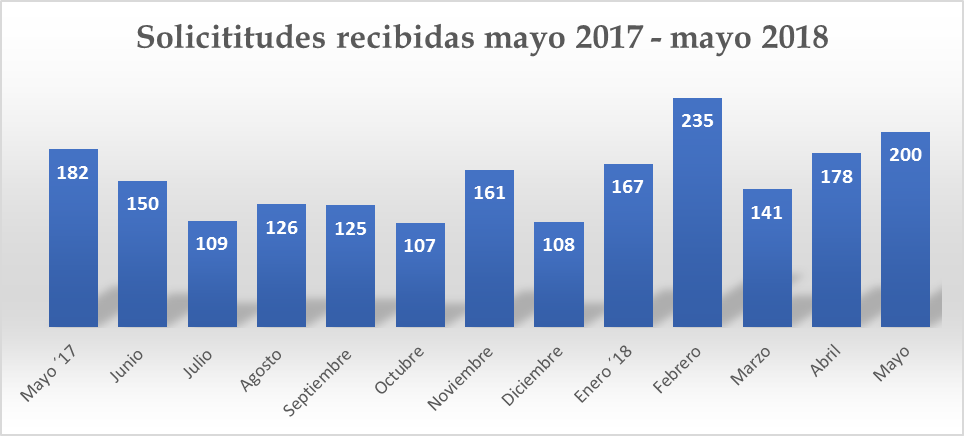 Solicititudes recibidas mayo 2017 - mayo 2018
182
150
109
126
125
107
161
108
167
235
141
178
200
Mayo ´17
Junio
Julio
Agosto
Septiembre
Octubre
Noviembre
Diciembre
Enero ´18
Febrero
Marzo
Abril
Mayo